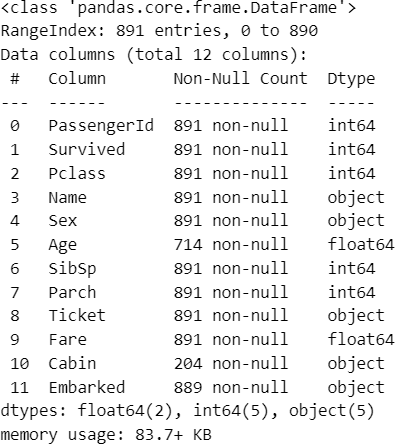 <class 'pandas.core.frame.DataFrame'>
RangeIndex: 891 entries, 0 to 890
Data columns (total 12 columns):
 #   Column       Non-Null Count  Dtype
---  ------       --------------  -----
 0   PassengerId  891 non-null    int64
 1   Survived     891 non-null    int64
 2   Pclass       891 non-null    int64
 3   Name         891 non-null    object
 4   Sex          891 non-null    object
 5   Age          714 non-null    float64
 6   SibSp        891 non-null    int64
 7   Parch        891 non-null    int64
 8   Ticket       891 non-null    object
 9   Fare         891 non-null    float64
 10  Cabin        204 non-null    object
 11  Embarked     889 non-null    object
dtypes: float64(2), int64(5), object(5)
memory usage: 83.7+ KB